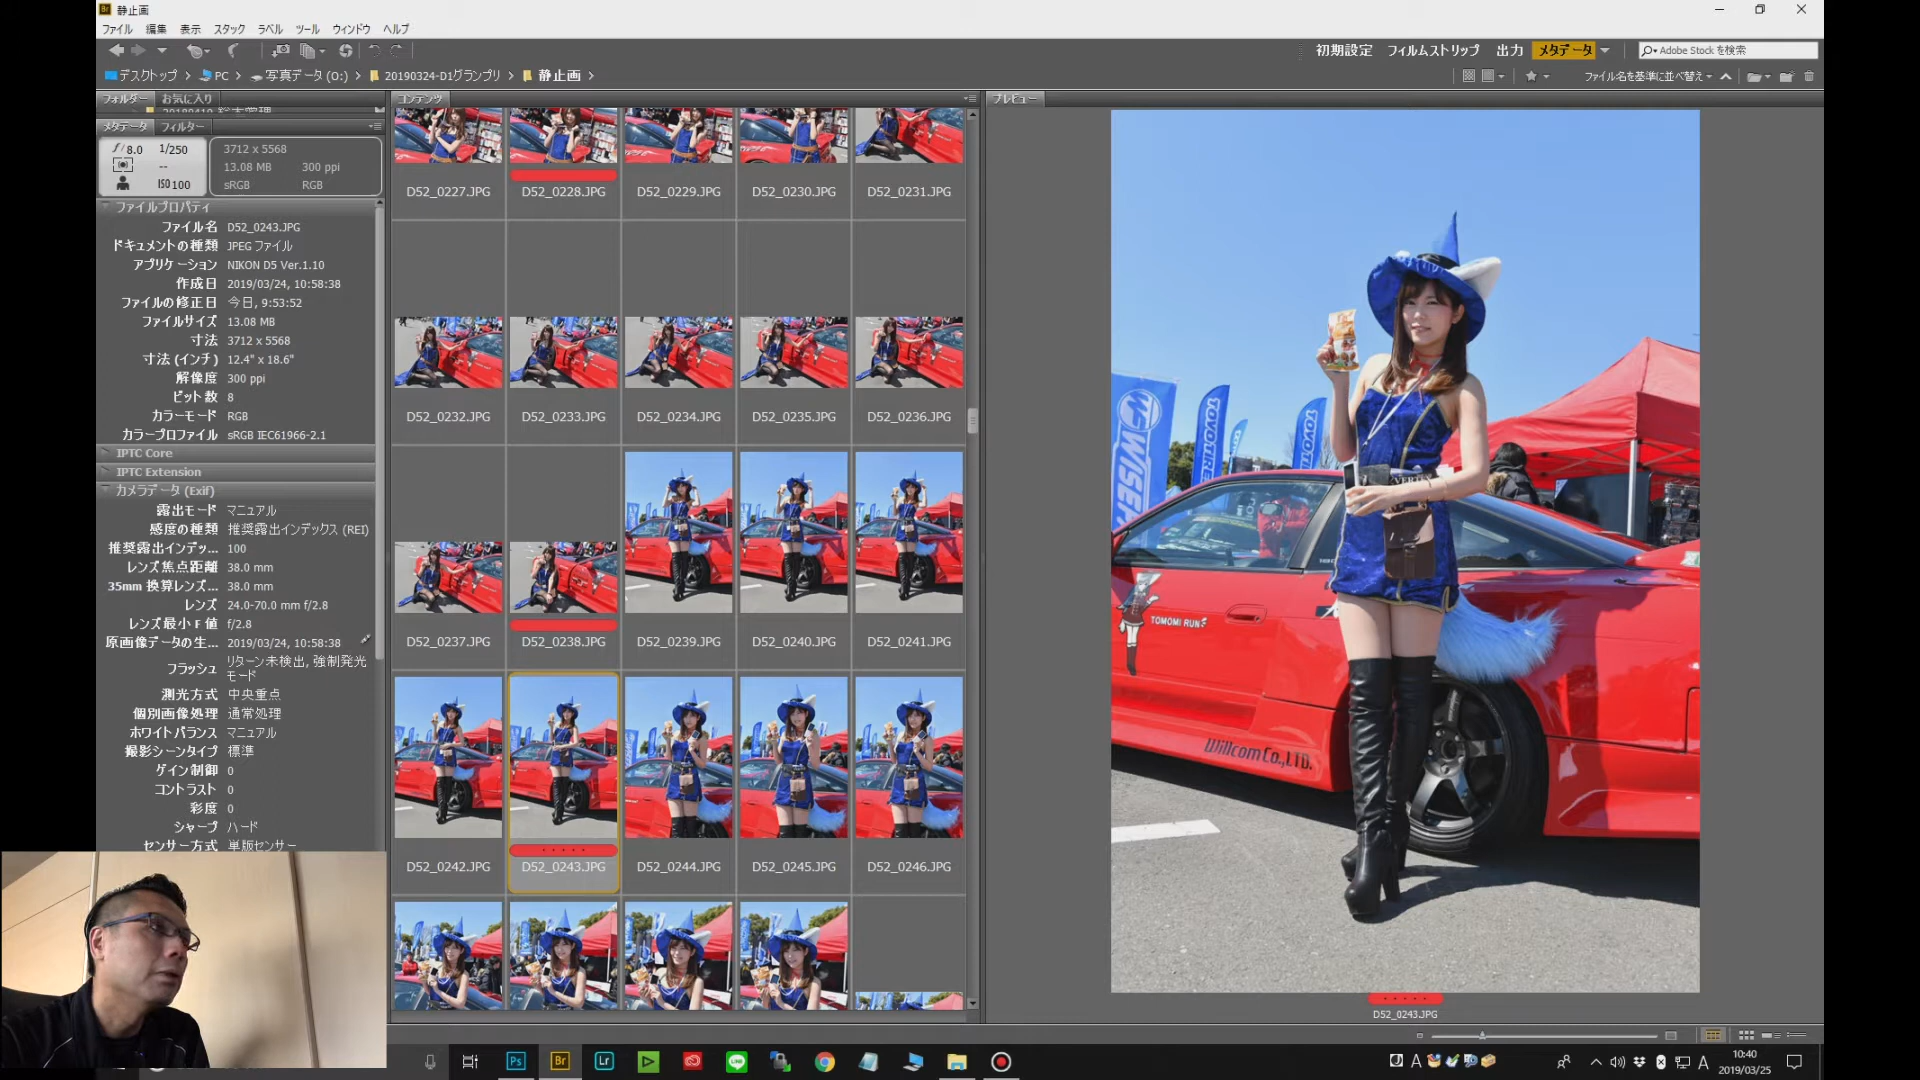 静止画
ファイル 編集 表示 スタック ラベル ツール ウィンドウ ヘルプ
初期設定 フィルムストリップ 出力 メタデータ
Adobe Stock を検索
デスクトップ PC 写真データ (O:) 20190324-D1グランプリ 静止画
ファイル名を基準に並べ替え
フォルダー お気に入り
メタデータ フィルター
f/8.0 1/250
--
ISO 100
3712 x 5568
13.08 MB 300 ppi
sRGB RGB
ファイルプロパティ
ファイル名 D52_0243.JPG
ドキュメントの種類 JPEG ファイル
アプリケーション NIKON D5 Ver.1.10
作成日 2019/03/24, 10:58:38
ファイルの修正日 今日, 9:53:52
ファイルサイズ 13.08 MB
寸法 3712 x 5568
寸法 (インチ) 12.4" x 18.6"
解像度 300 ppi
ビット数 8
カラーモード RGB
カラープロファイル sRGB IEC61966-2.1
IPTC Core
IPTC Extension
カメラデータ (Exif)
露出モード マニュアル
感度の種類 推奨露出インデックス (REI)
推奨露出インデッ... 100
レンズ焦点距離 38.0 mm
35mm 換算レンズ... 38.0 mm
レンズ 24.0-70.0 mm f/2.8
レンズ最小 F 値 f/2.8
原画像データの生... 2019/03/24, 10:58:38
フラッシュ リターン未検出, 強制発光モード
測光方式 中央重点
個別画像処理 通常処理
ホワイトバランス マニュアル
撮影シーンタイプ 標準
ゲイン制御 0
コントラスト 0
彩度 0
シャープ ハード
センサー方式 単版センサー
コンテンツ
D52_0227.JPG D52_0228.JPG D52_0229.JPG D52_0230.JPG D52_0231.JPG
D52_0232.JPG D52_0233.JPG D52_0234.JPG D52_0235.JPG D52_0236.JPG
D52_0237.JPG D52_0238.JPG D52_0239.JPG D52_0240.JPG D52_0241.JPG
D52_0242.JPG D52_0243.JPG D52_0244.JPG D52_0245.JPG D52_0246.JPG
プレビュー
TOYO TIRE
TOMOMI RUN
Willcom Co.,LTD.
D52_0243.JPG
Ps Br Lr LINE
A
A
10:40
2019/03/25